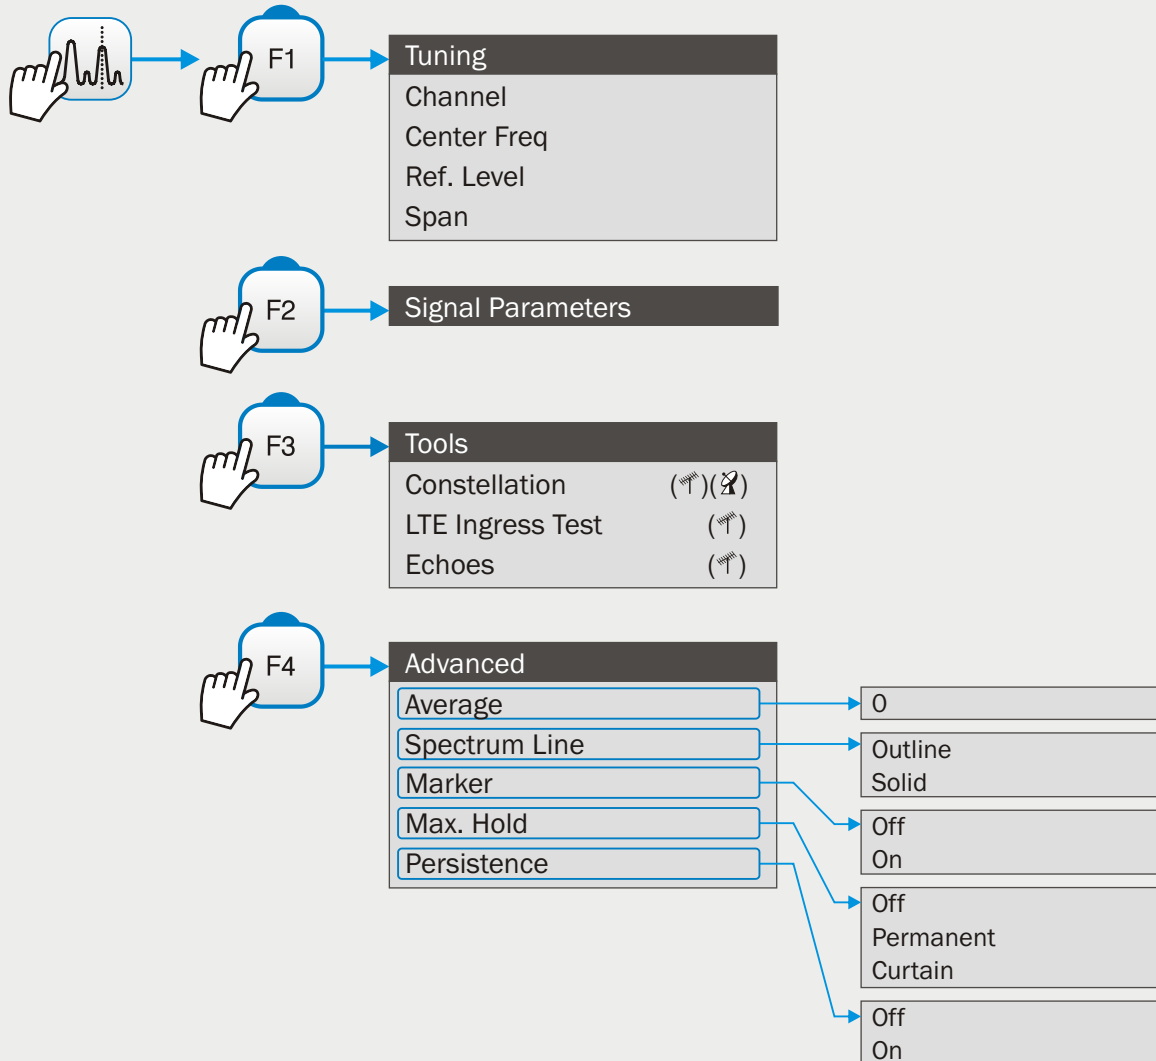 F1
Tuning
Channel
Center Freq
Ref. Level
Span
F2
Signal Parameters
F3
Tools
Constellation ( )( )
LTE Ingress Test ( )
Echoes ( )
F4
Advanced
Average
Spectrum Line
Marker
Max. Hold
Persistence
0
Outline
Solid
Off
On
Off
Permanent
Curtain
Off
On